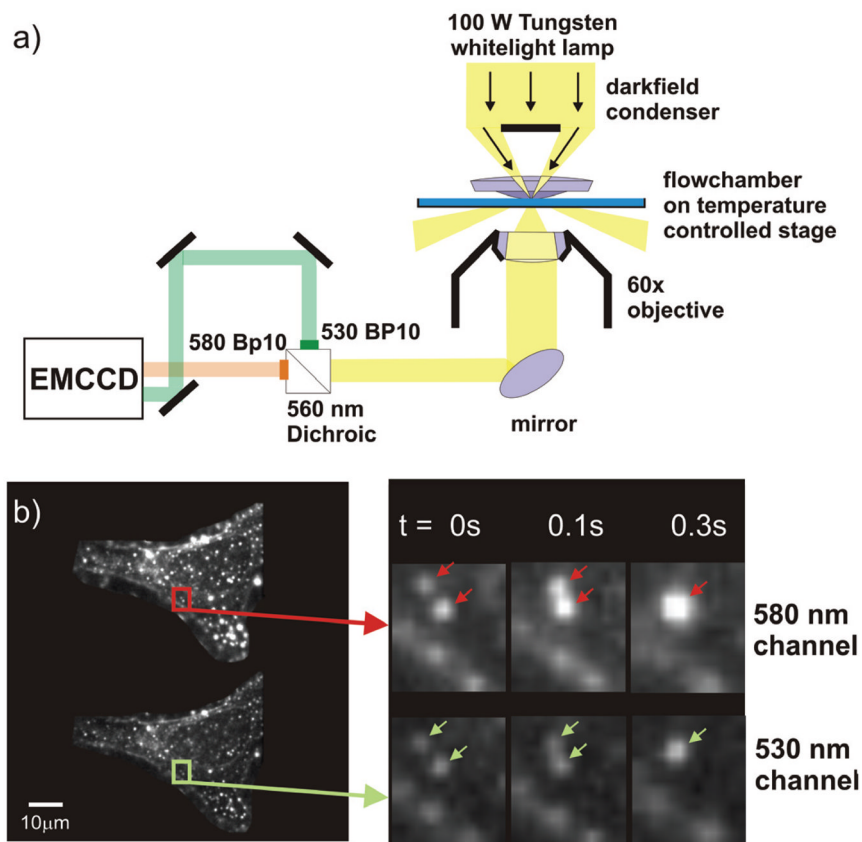 a)
100 W Tungsten
whitelight lamp
darkfield
condenser
flowchamber
on temperature
controlled stage
60x
objective
580 Bp10
530 BP10
EMCCD
560 nm
Dichroic
mirror
b)
10µm
t = 0s 0.1s 0.3s
580 nm
channel
530 nm
channel